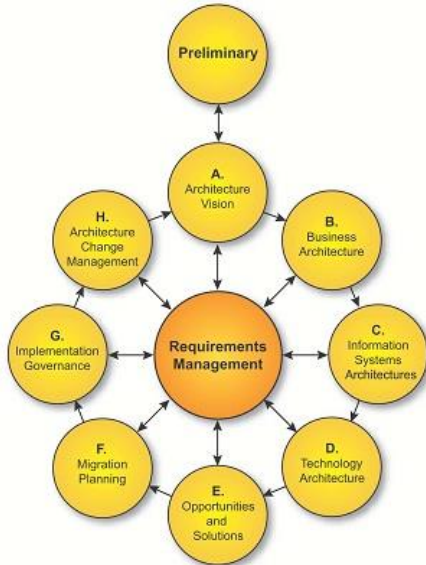 Preliminary
A.
Architecture
Vision
B.
Business
Architecture
C.
Information
Systems
Architectures
D.
Technology
Architecture
E.
Opportunities
and
Solutions
F.
Migration
Planning
G.
Implementation
Governance
H.
Architecture
Change
Management
Requirements
Management